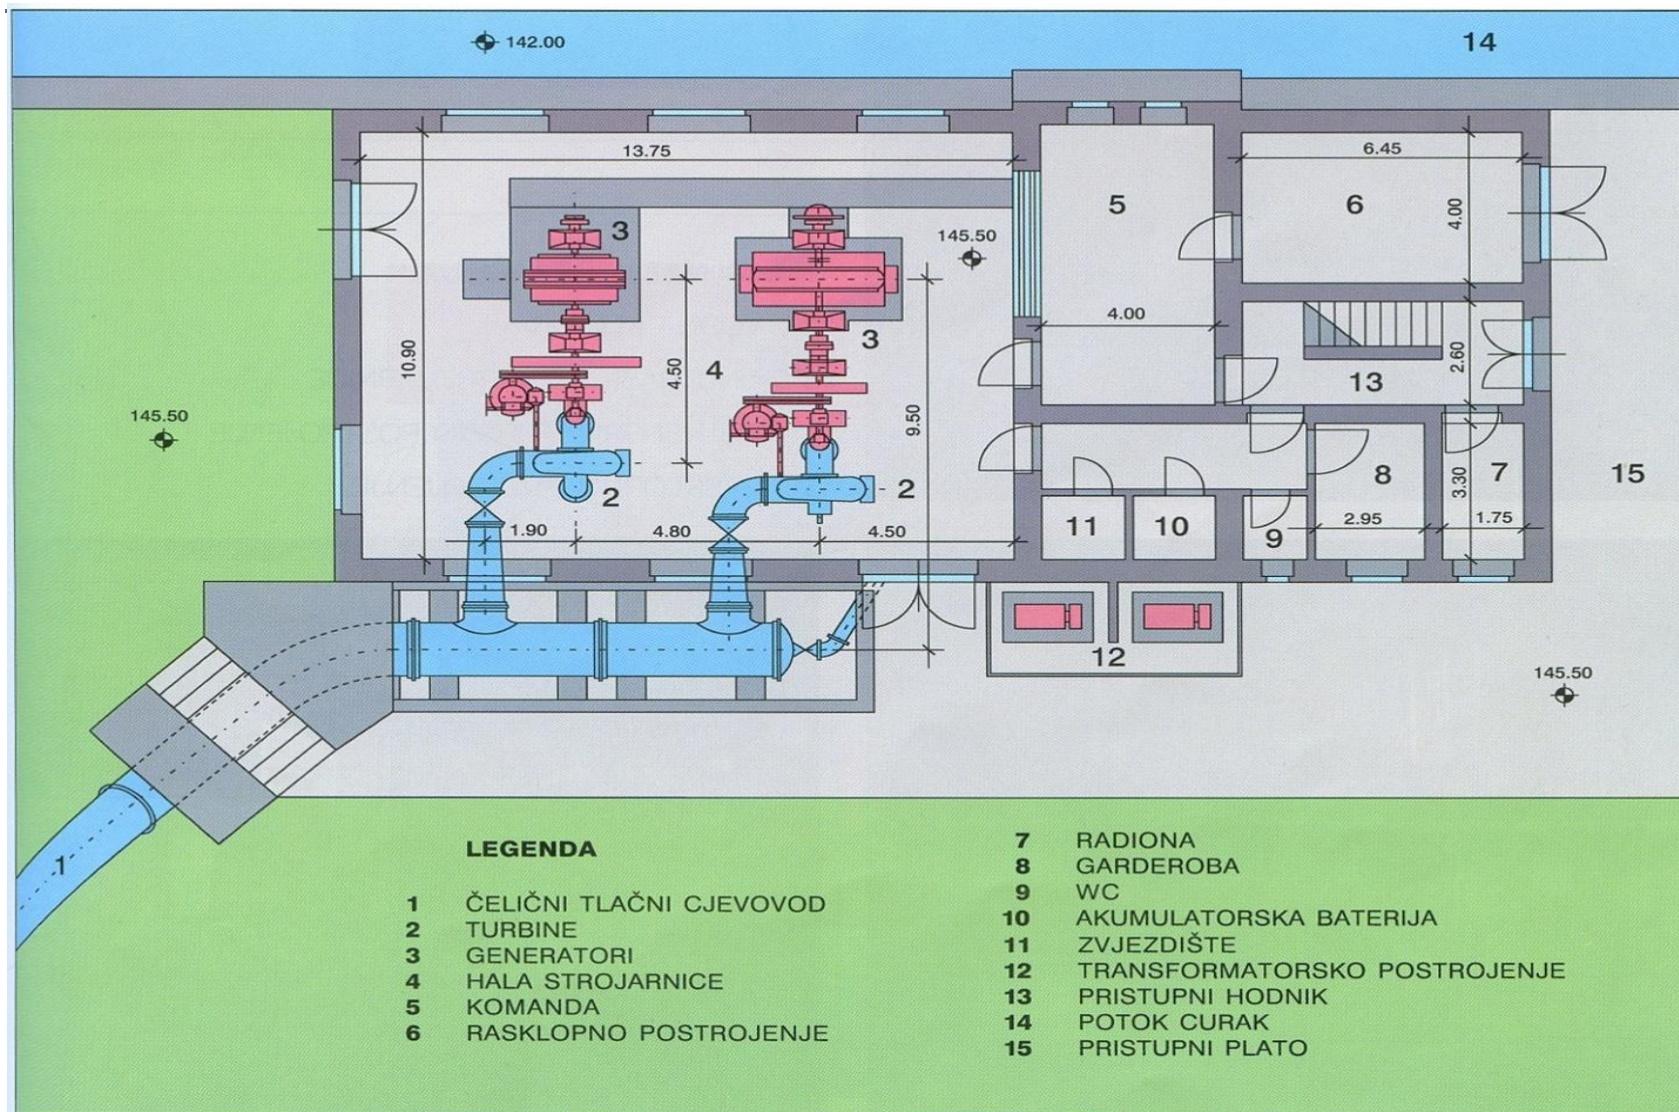 142.00
14
13.75
6.45
3
5
6
4.00
145.50
10.90
4.50
4
3
4.00
2.60
13
145.50
9.50
8
7
15
2
2
3.30
1.90
4.80
4.50
11
10
9
2.95
1.75
12
145.50
1
LEGENDA
1 ČELIČNI TLAČNI CJEVOVOD
2 TURBINE
3 GENERATORI
4 HALA STROJARNICE
5 KOMANDA
6 RASKLOPNO POSTROJENJE
7 RADIONA
8 GARDEROBA
9 WC
10 AKUMULATORSKA BATERIJA
11 ZVJEZDIŠTE
12 TRANSFORMATORSKO POSTROJENJE
13 PRISTUPNI HODNIK
14 POTOK CURAK
15 PRISTUPNI PLATO